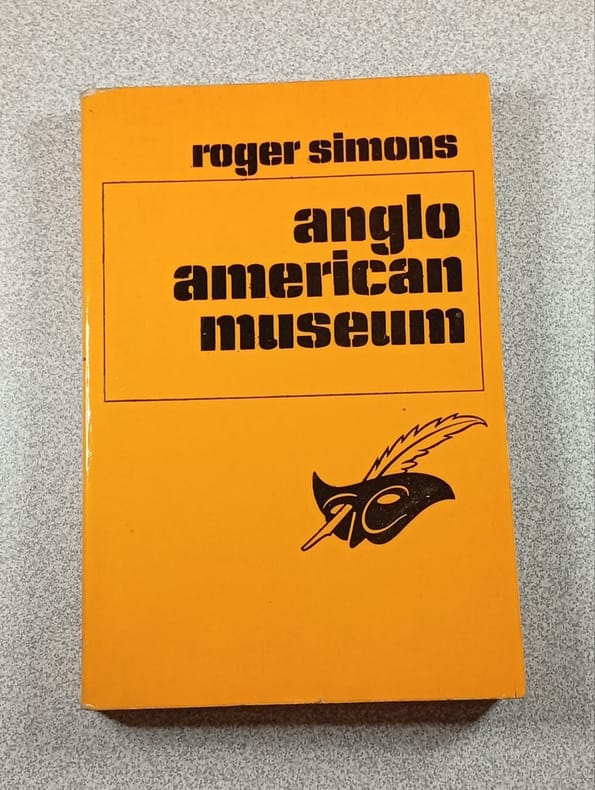 roger simons
anglo
american
museum